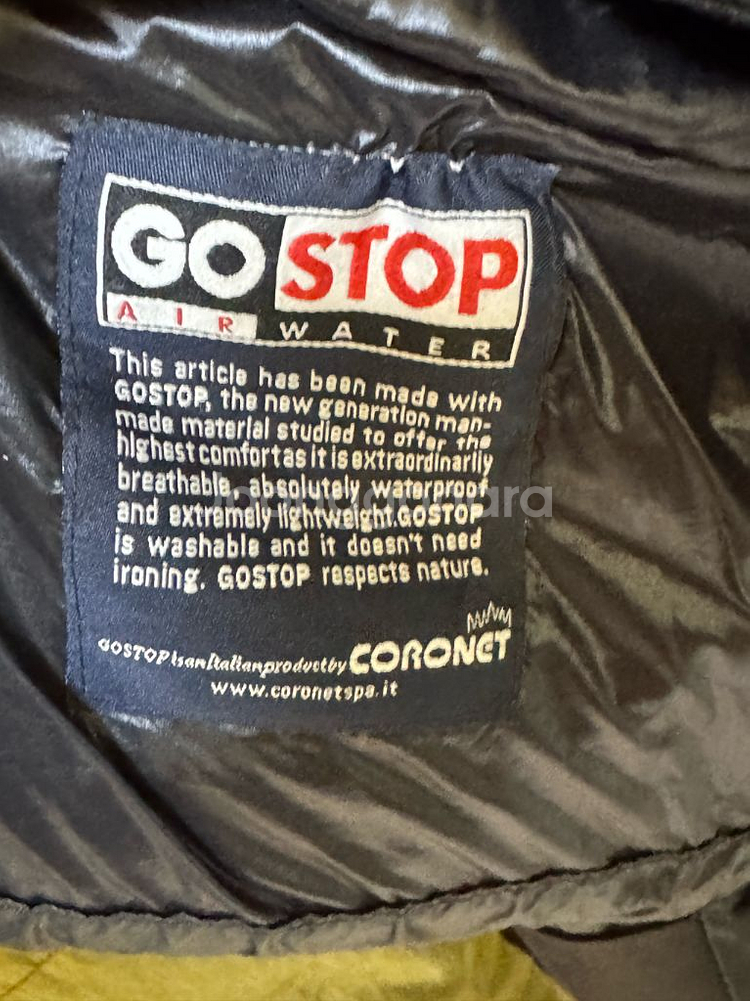 GO STOP
AIR WATER
This article has been made with
GOSTOP, the new generation man-
made material studied to offer the
highest comfort as it is extraordinarily
breathable, absolutely waterproof
and extremely lightweight.GOSTOP
is washable and it doesn't need
ironing. GOSTOP respects nature.
GOSTOP is an Italian product by CORONET
www.coronetspa.it